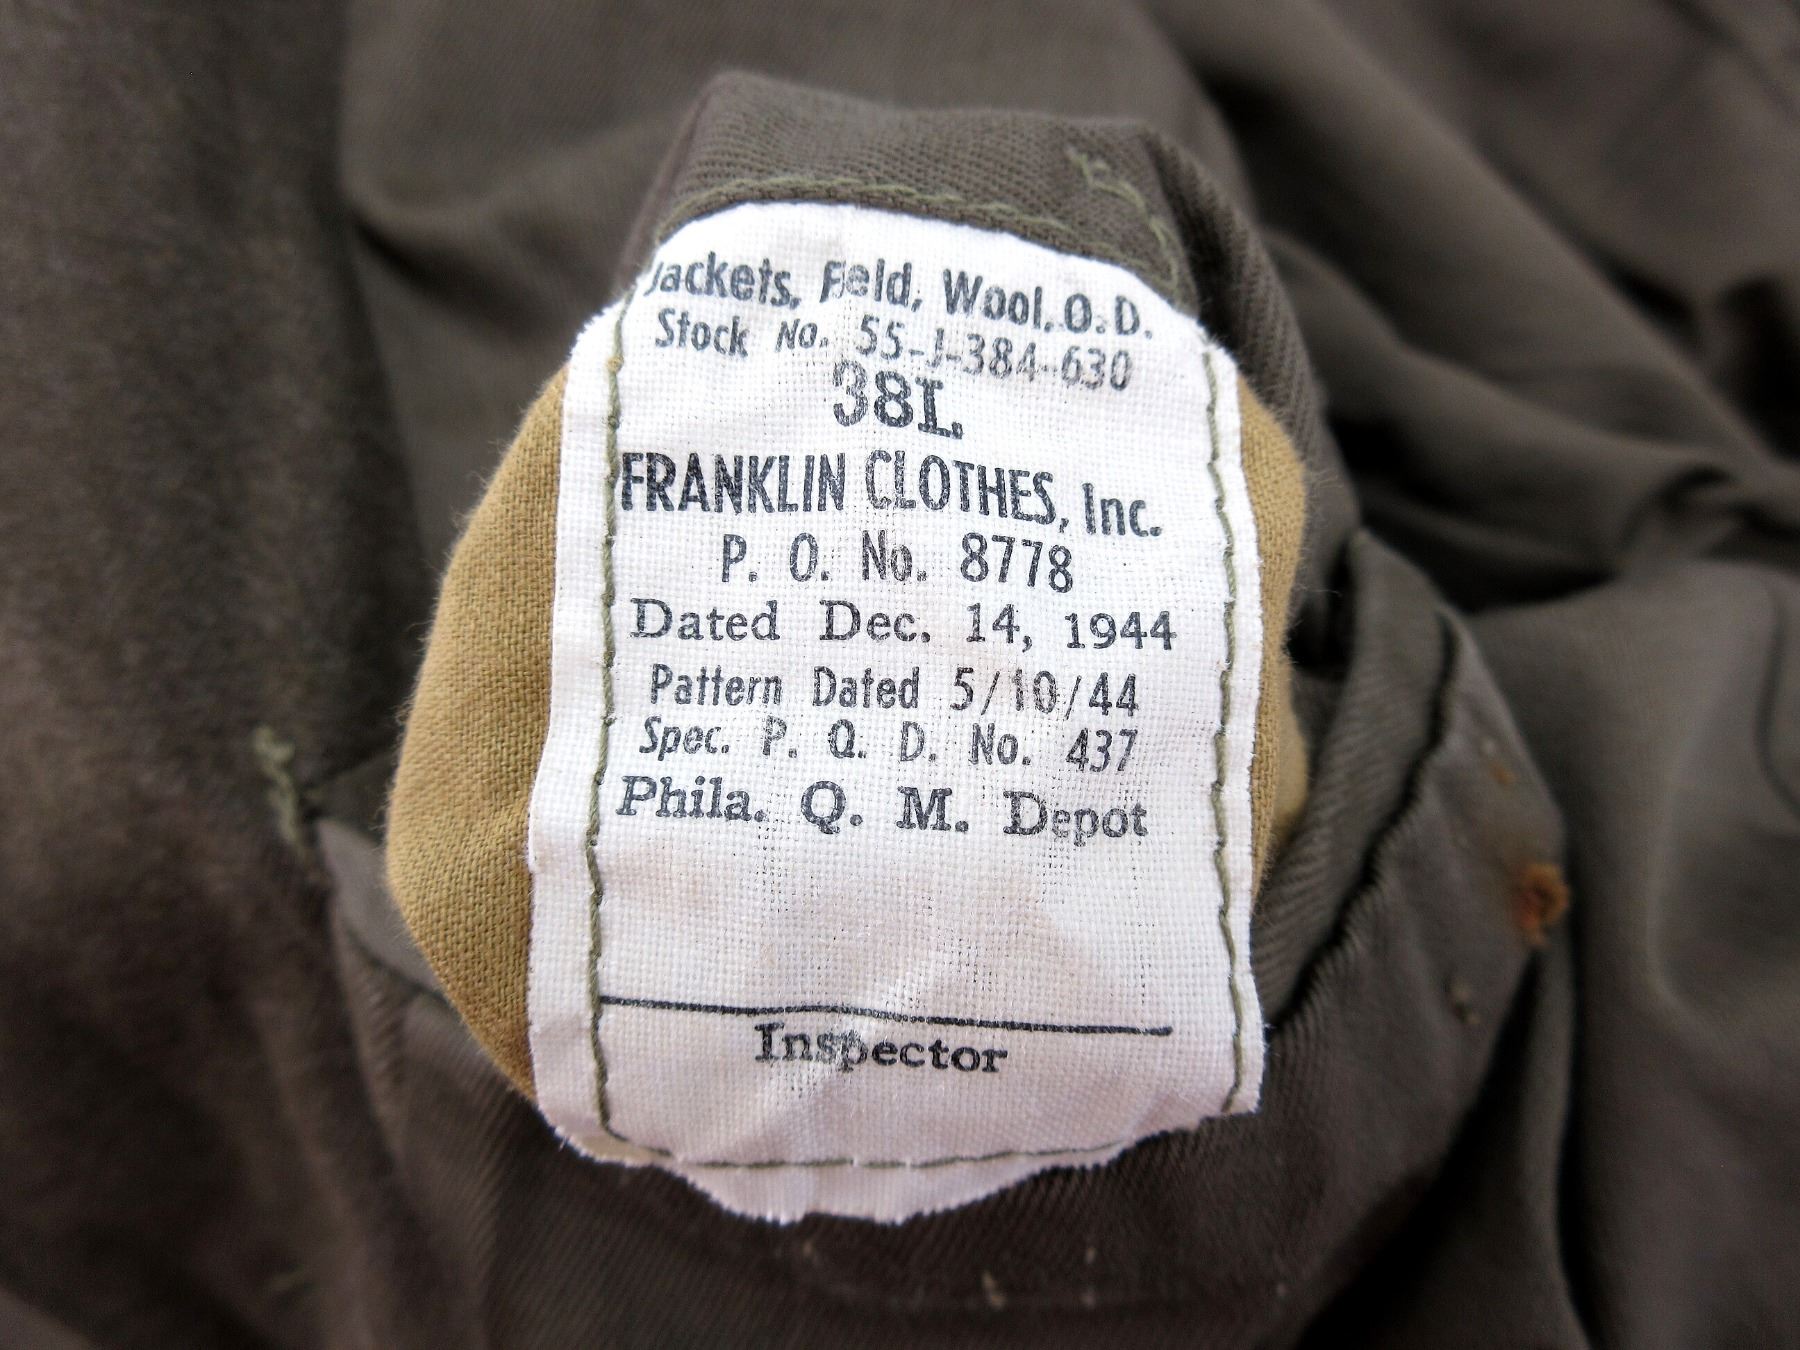 Jackets, Field, Wool, O.D.
Stock No. 55-J-384-630
38L
FRANKLIN CLOTHES, Inc.
P. O. No. 8778
Dated Dec. 14, 1944
Pattern Dated 5/10/44
Spec. P. Q. D. No. 437
Phila. Q. M. Depot
Inspector